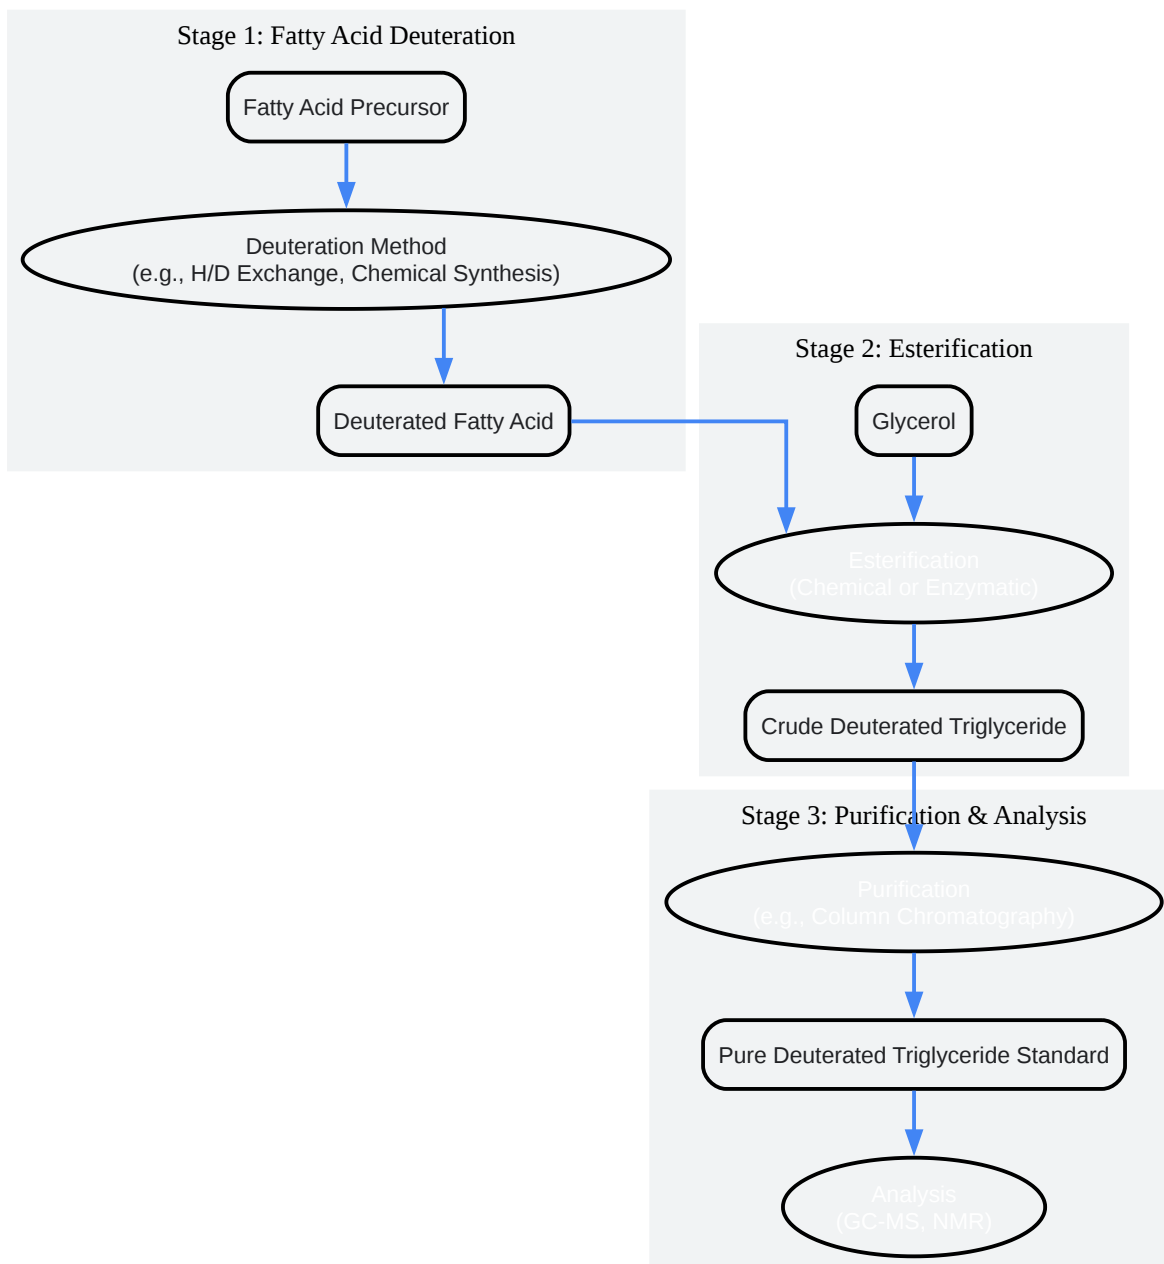 Stage 1: Fatty Acid Deuteration
Fatty Acid Precursor
Deuteration Method
(e.g., H/D Exchange, Chemical Synthesis)
Deuterated Fatty Acid
Stage 2: Esterification
Glycerol
Esterification
(Chemical or Enzymatic)
Crude Deuterated Triglyceride
Stage 3: Purification & Analysis
Purification
(e.g., Column Chromatography)
Pure Deuterated Triglyceride Standard
Analysis
(GC-MS, NMR)